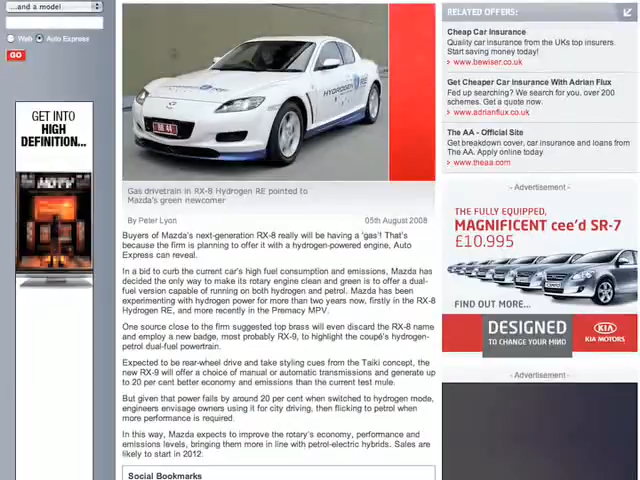 ...and a model
Web Auto Express
GO
GET INTO
HIGH
DEFINITION...
HDTV
HYDROGEN RE
Gas drivetrain in RX-8 Hydrogen RE pointed to
Mazda's green newcomer
By Peter Lyon 05th August 2008
Buyers of Mazda's next-generation RX-8 really will be having a 'gas'! That's
because the firm is planning to offer it with a hydrogen-powered engine, Auto
Express can reveal.
In a bid to curb the current car's high fuel consumption and emissions, Mazda has
decided the only way to make its rotary engine clean and green is to offer a dual-
fuel version capable of running on both hydrogen and petrol. Mazda has been
experimenting with hydrogen power for more than two years now, firstly in the RX-8
Hydrogen RE, and more recently in the Premacy MPV.
One source close to the firm suggested top brass will even discard the RX-8 name
and employ a new badge, most probably RX-9, to highlight the coupé's hydrogen-
petrol dual-fuel powertrain.
Expected to be rear-wheel drive and take styling cues from the Taiki concept, the
new RX-9 will offer a choice of manual or automatic transmissions and generate up
to 20 per cent better economy and emissions than the current test mule.
But given that power falls by around 20 per cent when switched to hydrogen mode,
engineers envisage owners using it for city driving, then flicking to petrol when
more performance is required.
In this way, Mazda expects to improve the rotary's economy, performance and
emissions levels, bringing them more in line with petrol-electric hybrids. Sales are
likely to start in 2012.
Social Bookmarks
RELATED OFFERS:
Cheap Car Insurance
Quality car insurance from the UKs top insurers.
Start saving money today!
www.bewiser.co.uk
Get Cheaper Car Insurance With Adrian Flux
Fed up searching? We search for you, over 200
schemes. Get a quote now.
www.adrianflux.co.uk
The AA - Official Site
Get breakdown cover, car insurance and loans from
The AA. Apply online today
www.theaa.com
- Advertisement -
THE FULLY EQUIPPED,
MAGNIFICENT cee'd SR-7
£10,995
FIND OUT MORE...
DESIGNED
TO CHANGE YOUR MIND
KIA
KIA MOTORS
- Advertisement -